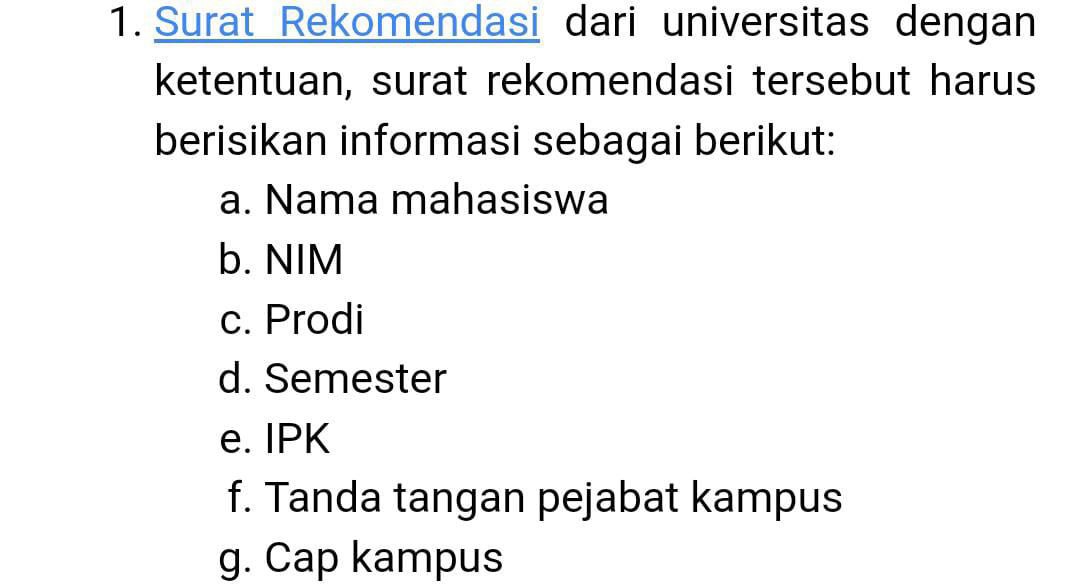 1. Surat Rekomendasi dari universitas dengan
ketentuan, surat rekomendasi tersebut harus
berisikan informasi sebagai berikut:
a. Nama mahasiswa
b. NIM
c. Prodi
d. Semester
e. IPK
f. Tanda tangan pejabat kampus
g. Cap kampus